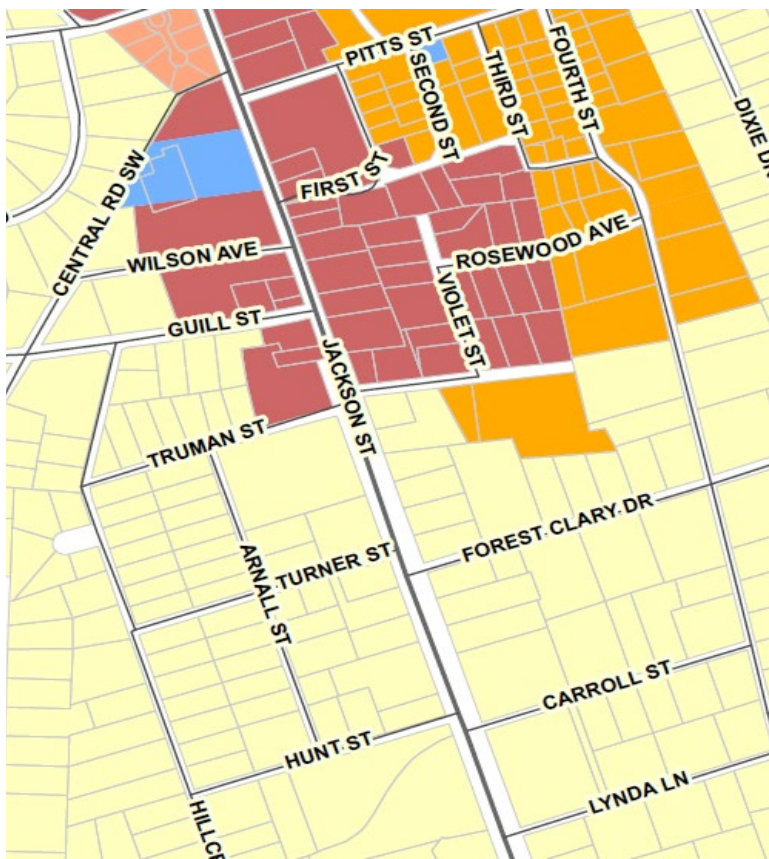 PITTS ST
SECOND ST
THIRD ST
FOURTH ST
DIXIE DR
CENTRAL RD SW
FIRST ST
WILSON AVE
ROSEWOOD AVE
VIOLET ST
GUILL ST
JACKSON ST
TRUMAN ST
ARNALL ST
TURNER ST
FOREST CLARY DR
CARROLL ST
HUNT ST
LYNDA LN
HILLCR